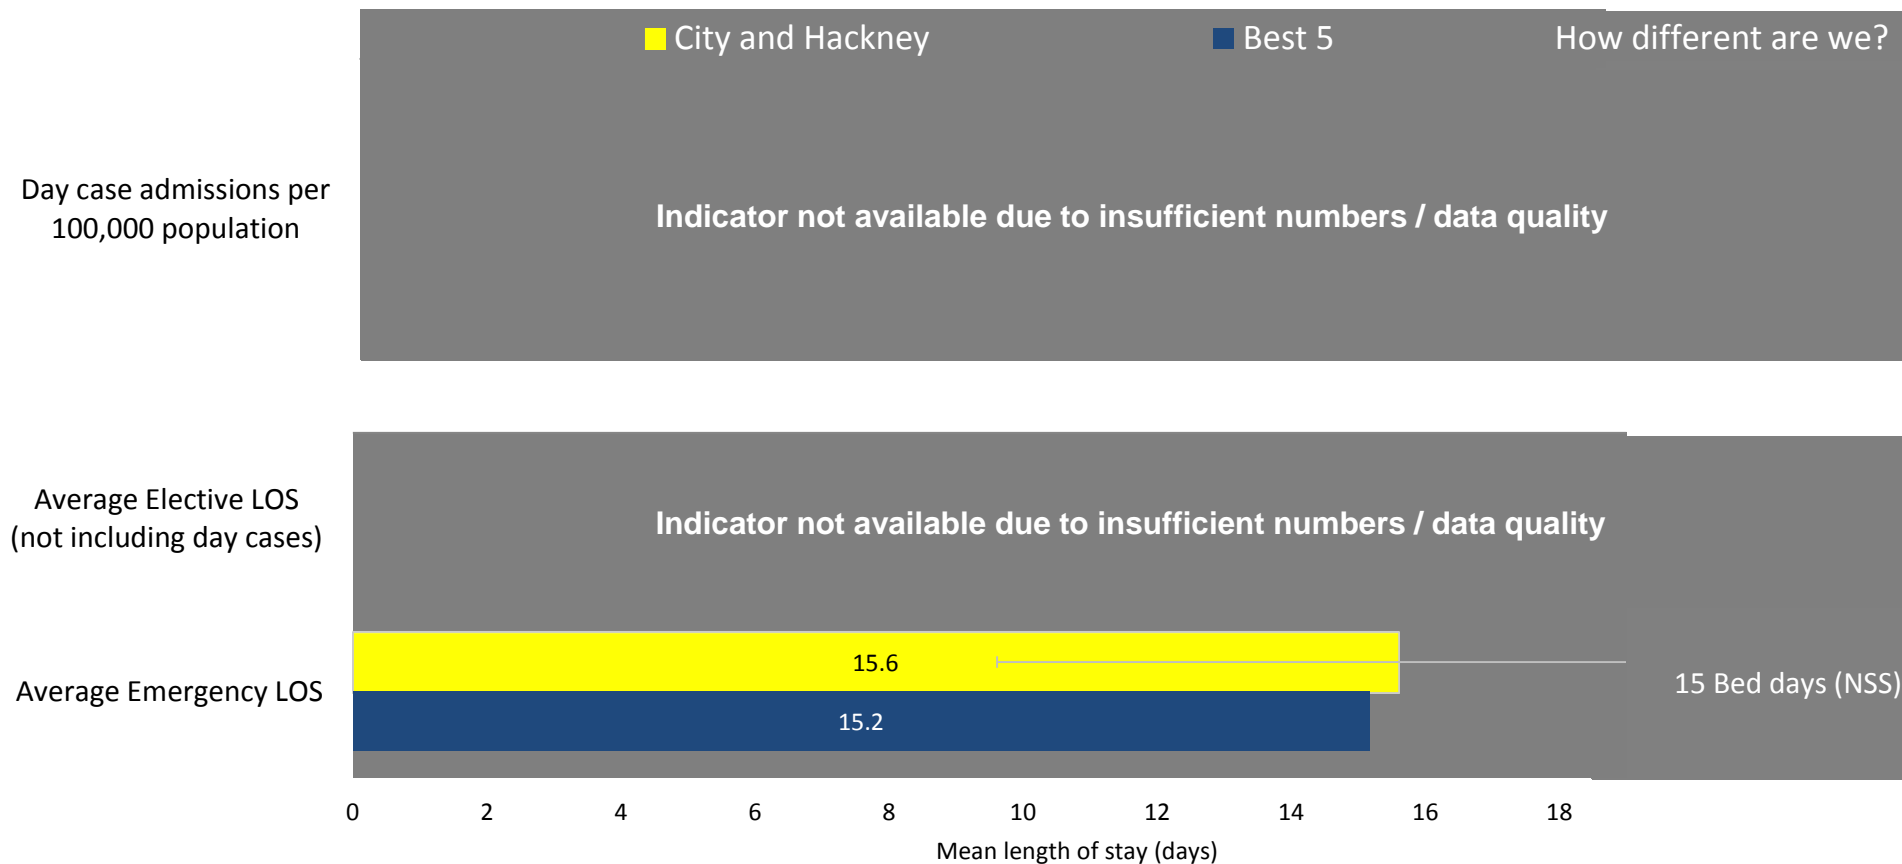 City and Hackney
Best 5
How different are we?
Day case admissions per
100,000 population
Indicator not available due to insufficient numbers / data quality
Average Elective LOS
(not including day cases)
Indicator not available due to insufficient numbers / data quality
Average Emergency LOS
15.6
15.2
15 Bed days (NSS)
0 2 4 6 8 10 12 14 16 18
Mean length of stay (days)